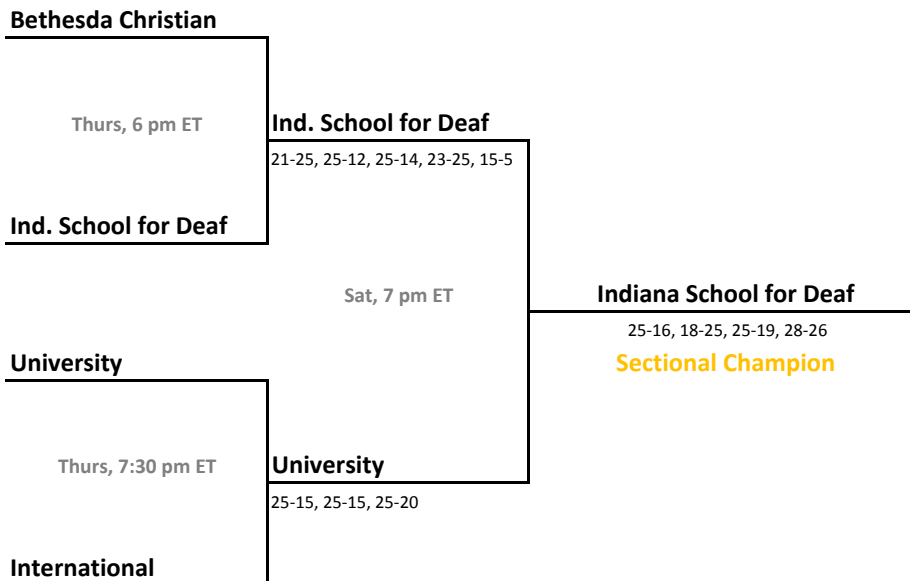 Bethesda Christian
Thurs, 6 pm ET
Ind. School for Deaf
21-25, 25-12, 25-14, 23-25, 15-5
Ind. School for Deaf
Sat, 7 pm ET
Indiana School for Deaf
25-16, 18-25, 25-19, 28-26
Sectional Champion
University
Thurs, 7:30 pm ET
University
25-15, 25-15, 25-20
International